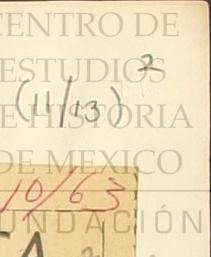 CENTRO DE
ESTUDIOS
2
(11/13)
DE HISTORIA
DE MEXICO
10/63
FUNDACIÓN